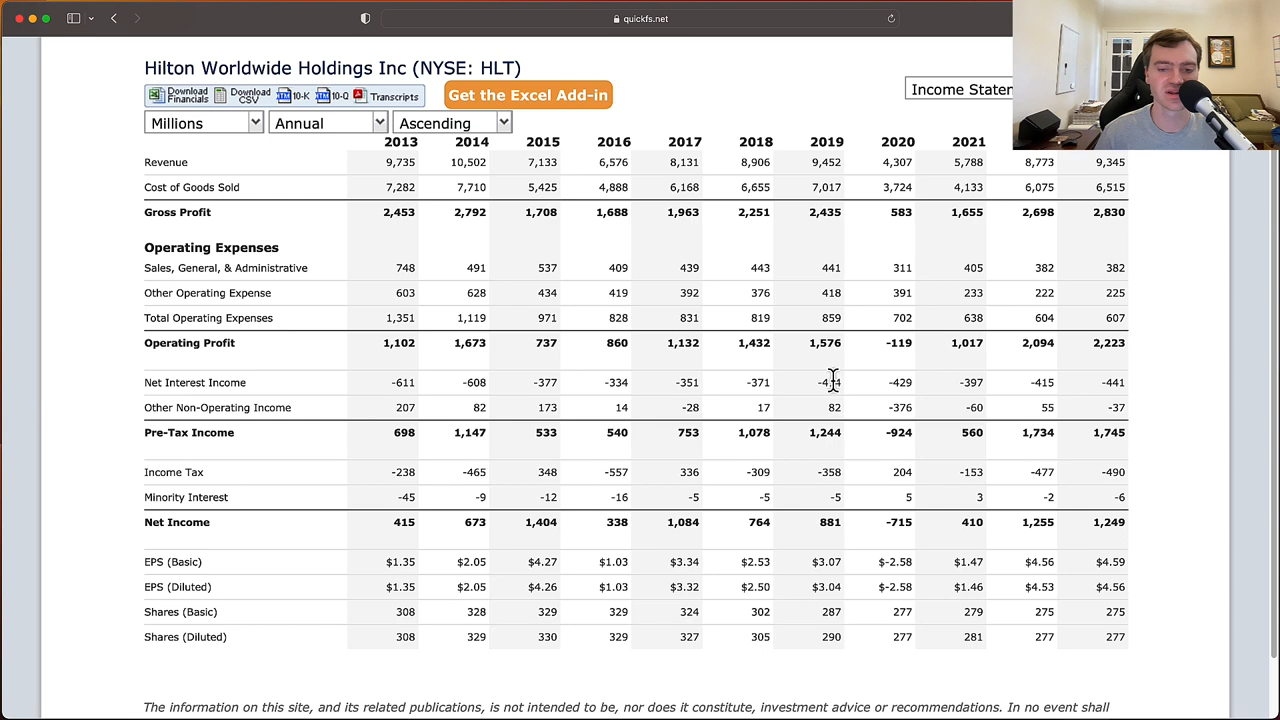 quickfs.net
Hilton Worldwide Holdings Inc (NYSE: HLT)
Download Financials Download CSV 10-K 10-Q Transcripts
Get the Excel Add-in
Income Statem
Millions Annual Ascending
2013 2014 2015 2016 2017 2018 2019 2020 2021
Revenue 9,735 10,502 7,133 6,576 8,131 8,906 9,452 4,307 5,788 8,773 9,345
Cost of Goods Sold 7,282 7,710 5,425 4,888 6,168 6,655 7,017 3,724 4,133 6,075 6,515
Gross Profit 2,453 2,792 1,708 1,688 1,963 2,251 2,435 583 1,655 2,698 2,830
Operating Expenses
Sales, General, & Administrative 748 491 537 409 439 443 441 311 405 382 382
Other Operating Expense 603 628 434 419 392 376 418 391 233 222 225
Total Operating Expenses 1,351 1,119 971 828 831 819 859 702 638 604 607
Operating Profit 1,102 1,673 737 860 1,132 1,432 1,576 -119 1,017 2,094 2,223
Net Interest Income -611 -608 -377 -334 -351 -371 -429 -397 -415 -441
Other Non-Operating Income 207 82 173 14 -28 17 82 -376 -60 55 -37
Pre-Tax Income 698 1,147 533 540 753 1,078 1,244 -924 560 1,734 1,745
Income Tax -238 -465 348 -557 336 -309 -358 204 -153 -477 -490
Minority Interest -45 -9 -12 -16 -5 -5 -5 5 3 -2 -6
Net Income 415 673 1,404 338 1,084 764 881 -715 410 1,255 1,249
EPS (Basic) $1.35 $2.05 $4.27 $1.03 $3.34 $2.53 $3.07 $-2.58 $1.47 $4.56 $4.59
EPS (Diluted) $1.35 $2.05 $4.26 $1.03 $3.32 $2.50 $3.04 $-2.58 $1.46 $4.53 $4.56
Shares (Basic) 308 328 329 329 324 302 287 277 279 275 275
Shares (Diluted) 308 329 330 329 327 305 290 277 281 277 277
The information on this site, and its related publications, is not intended to be, nor does it constitute, investment advice or recommendations. In no event shall